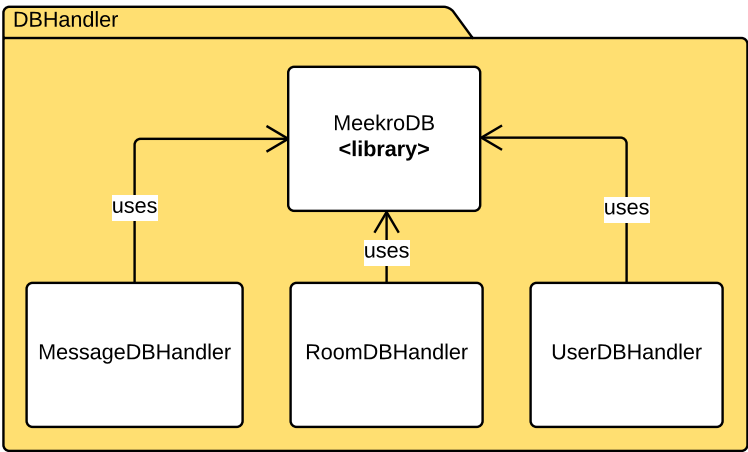 DBHandler
MeekroDB
<library>
uses
uses
uses
MessageDBHandler
RoomDBHandler
UserDBHandler